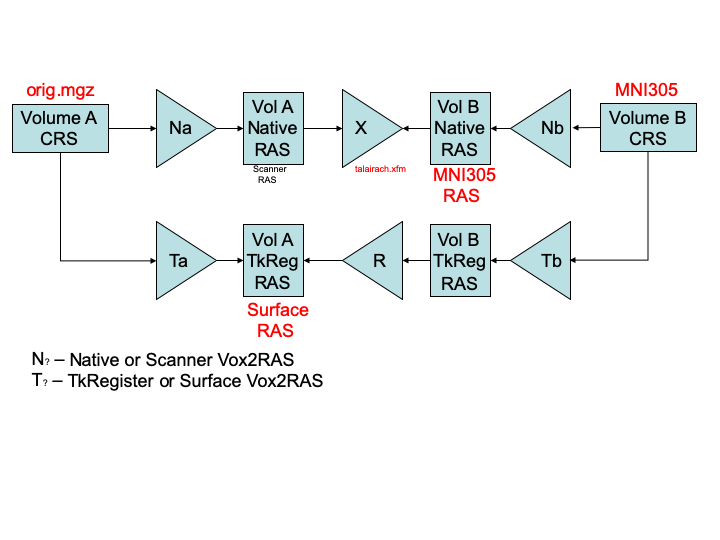 orig.mgz
MNI305
Volume A
CRS
Na
Vol A
Native
RAS
Scanner
RAS
X
talairach.xfm
Vol B
Native
RAS
MNI305
RAS
Nb
Volume B
CRS
Ta
Vol A
TkReg
RAS
Surface
RAS
R
Vol B
TkReg
RAS
Tb
N? – Native or Scanner Vox2RAS
T? – TkRegister or Surface Vox2RAS